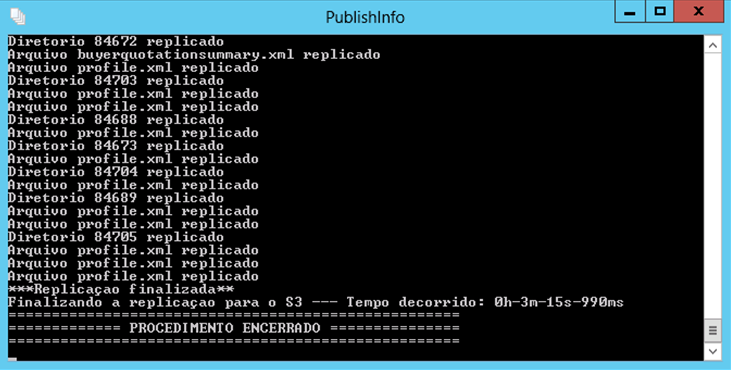 PublishInfo
Diretorio 84672 replicado
Arquivo buyerquotationsummary.xml replicado
Arquivo profile.xml replicado
Diretorio 84703 replicado
Arquivo profile.xml replicado
Arquivo profile.xml replicado
Diretorio 84688 replicado
Arquivo profile.xml replicado
Diretorio 84673 replicado
Arquivo profile.xml replicado
Diretorio 84704 replicado
Arquivo profile.xml replicado
Diretorio 84689 replicado
Arquivo profile.xml replicado
Arquivo profile.xml replicado
Diretorio 84705 replicado
Arquivo profile.xml replicado
Arquivo profile.xml replicado
Arquivo profile.xml replicado
***Replicaçao finalizada**
Finalizando a replicaçao para o S3 --- Tempo decorrido: 0h-3m-15s-990ms
====================================================
============= PROCEDIMENTO ENCERRADO ===============
====================================================